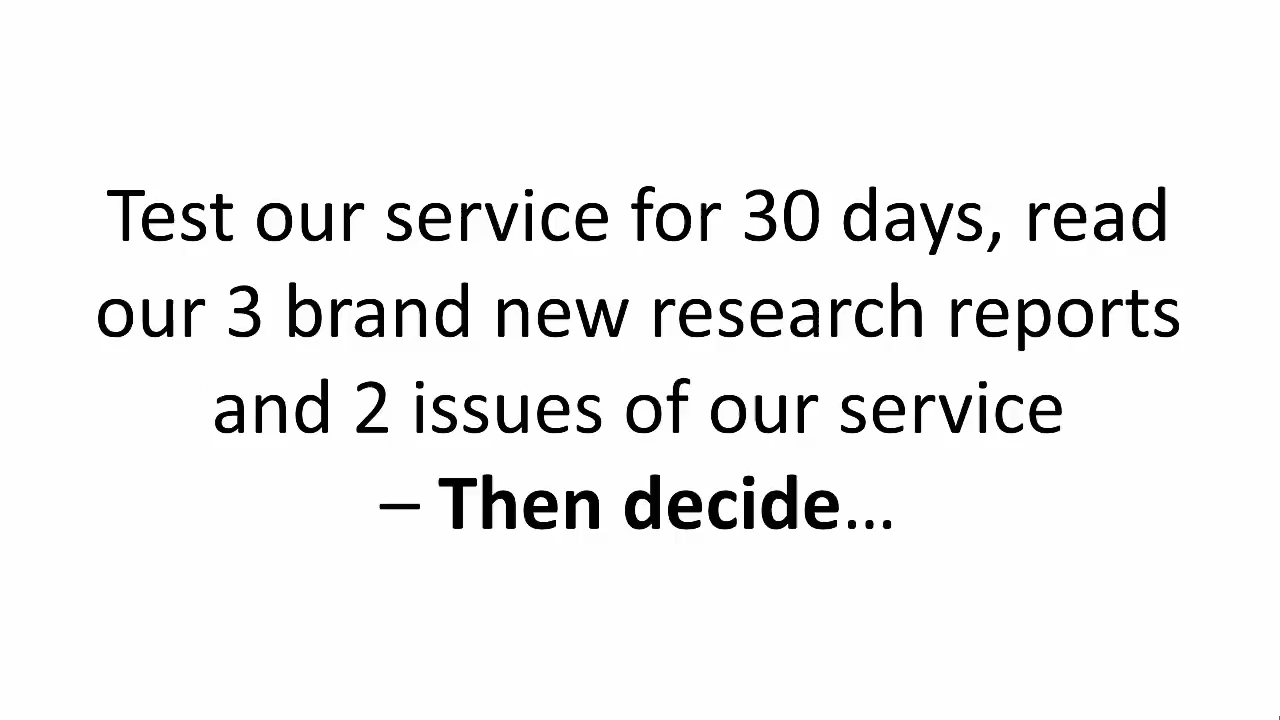 Test our service for 30 days, read
our 3 brand new research reports
and 2 issues of our service
– Then decide…